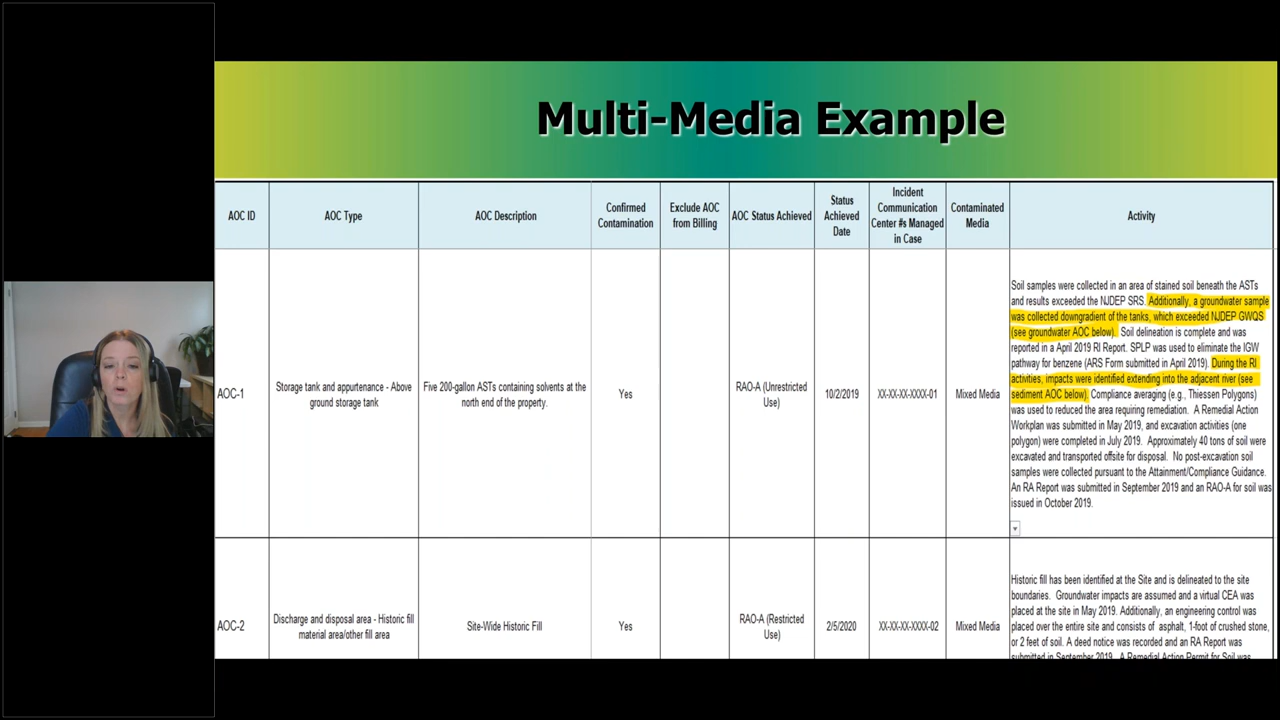 Multi-Media Example
AOC ID
AOC Type
AOC Description
Confirmed
Contamination
Exclude AOC
from Billing
AOC Status Achieved
Status
Achieved
Date
Incident
Communication
Center #s Managed
in Case
Contaminated
Media
Activity
AOC-1
Storage tank and appurtenance - Above
ground storage tank
Five 200-gallon ASTs containing solvents at the
north end of the property.
Yes
RAO-A (Unrestricted
Use)
10/2/2019
XX-XX-XX-XXXX-01
Mixed Media
Soil samples were collected in an area of stained soil beneath the ASTs
and results exceeded the NJDEP SRS. Additionally, a groundwater sample
was collected downgradient of the tanks, which exceeded NJDEP GWQS
(see groundwater AOC below). Soil delineation is complete and was
reported in a April 2019 RI Report. SPLP was used to eliminate the IGW
pathway for benzene (ARS Form submitted in April 2019). During the RI
activities, impacts were identified extending into the adjacent river (see
sediment AOC below). Compliance averaging (e.g., Thiessen Polygons)
was used to reduced the area requiring remediation. A Remedial Action
Workplan was submitted in May 2019, and excavation activities (one
polygon) were completed in July 2019. Approximately 40 tons of soil were
excavated and transported offsite for disposal. No post-excavation soil
samples were collected pursuant to the Attainment/Compliance Guidance.
An RA Report was submitted in September 2019 and an RAO-A for soil was
issued in October 2019.
AOC-2
Discharge and disposal area - Historic fill
material area/other fill area
Site-Wide Historic Fill
Yes
RAO-A (Restricted
Use)
2/5/2020
XX-XX-XX-XXXX-02
Mixed Media
Historic fill has been identified at the Site and is delineated to the site
boundaries. Groundwater impacts are assumed and a virtual CEA was
placed at the site in May 2019. Additionally, an engineering control was
placed over the entire site and consists of asphalt, 1-foot of crushed stone,
or 2 feet of soil. A deed notice was recorded and an RA Report was
submitted in September 2019. A Remedial Action Permit for Soil was